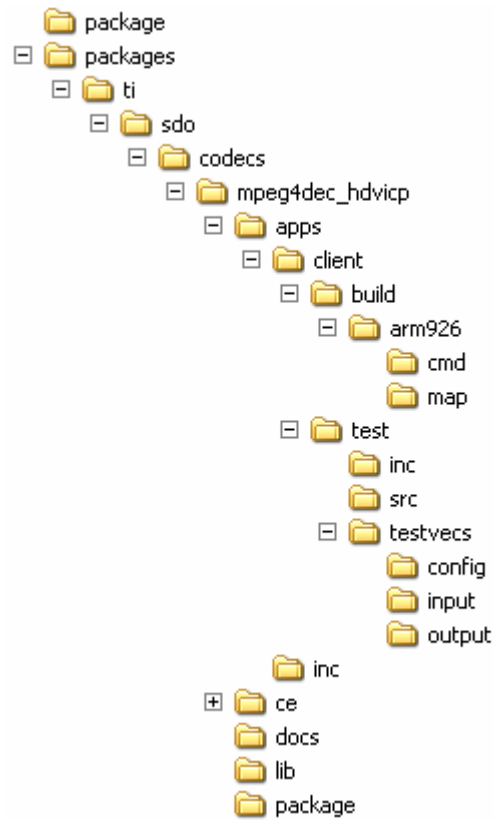 package
packages
ti
sdo
codecs
mpeg4dec_hdvicp
apps
client
build
arm926
cmd
map
test
inc
src
testvecs
config
input
output
inc
ce
docs
lib
package